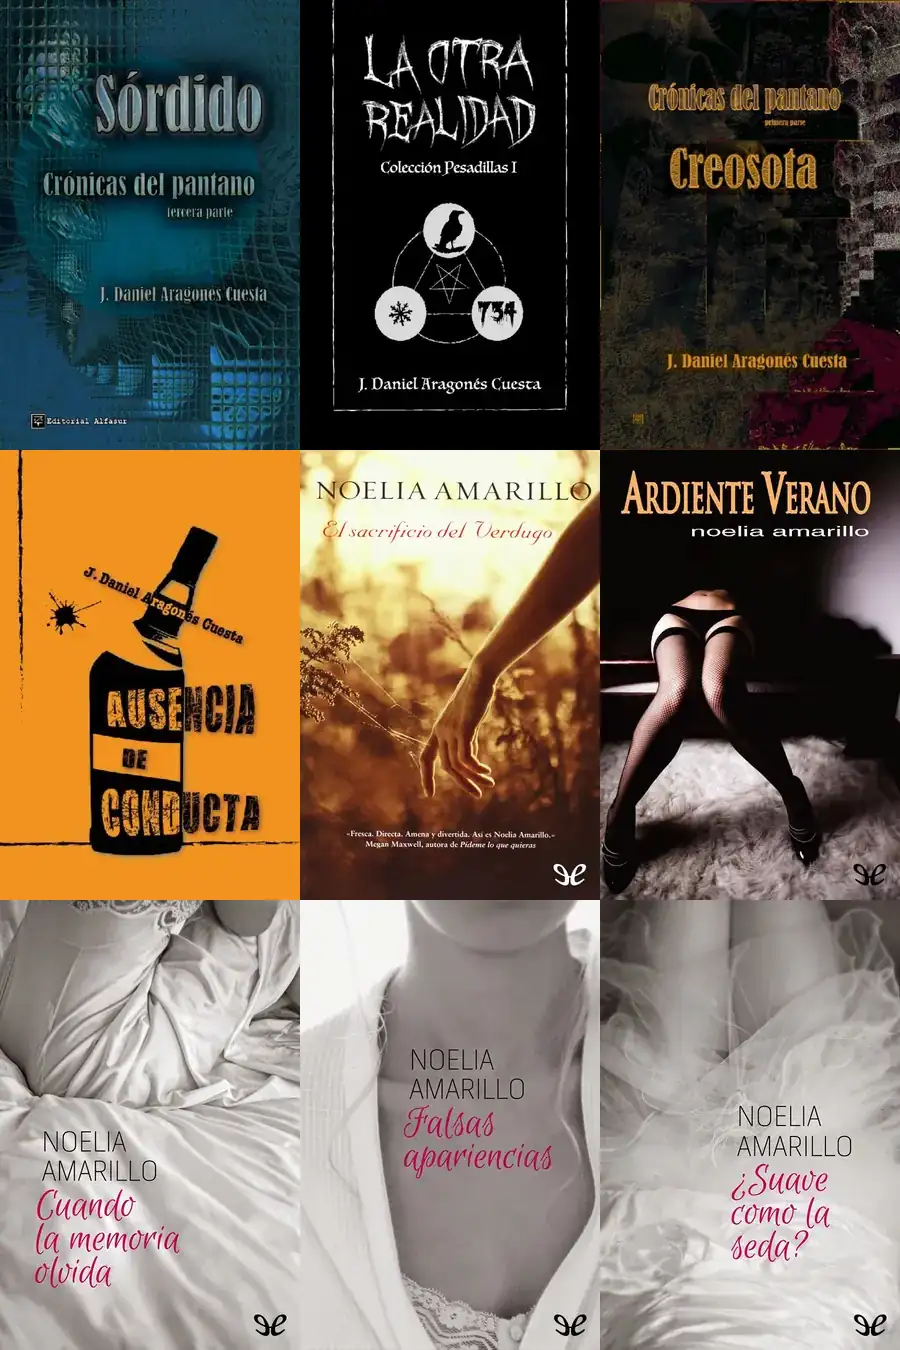 Sórdido
Crónicas del pantano
tercera parte
J. Daniel Aragonés Cuesta
Editorial Alfasur
LA OTRA
REALIDAD
Colección Pesadillas I
734
J. Daniel Aragonés Cuesta
Crónicas del pantano
primera parte
Creosota
J. Daniel Aragonés Cuesta
J. Daniel Aragonés Cuesta
AUSENCIA
DE
CONDUCTA
NOELIA AMARILLO
El sacrificio del Verdugo
«Fresca. Directa. Amena y divertida. Así es Noelia Amarillo.»
Megan Maxwell, autora de Pídeme lo que quieras
ARDIENTE VERANO
noelia amarillo
NOELIA
AMARILLO
Cuando
la memoria
olvida
NOELIA
AMARILLO
Falsas
apariencias
NOELIA
AMARILLO
¿Suave
como la
seda?